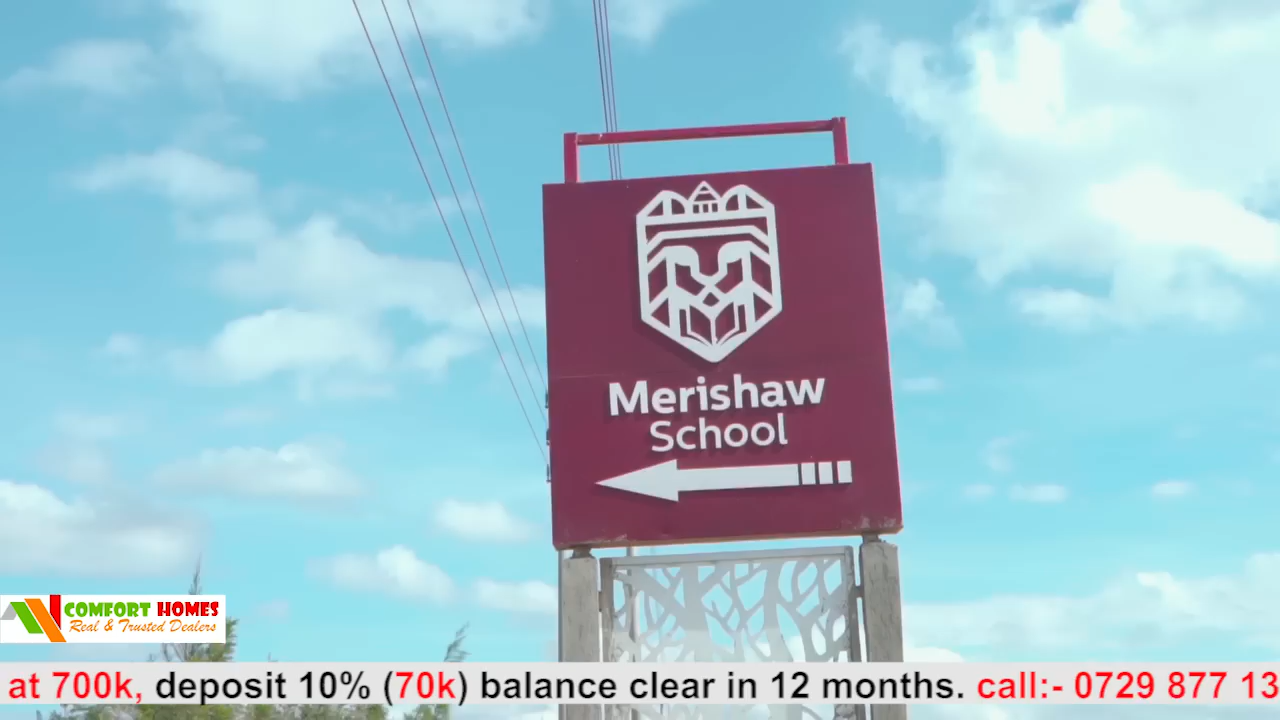 Merishaw
School
COMFORT HOMES
Real & Trusted Dealers
at 700k, deposit 10% (70k) balance clear in 12 months. call:- 0729 877 13